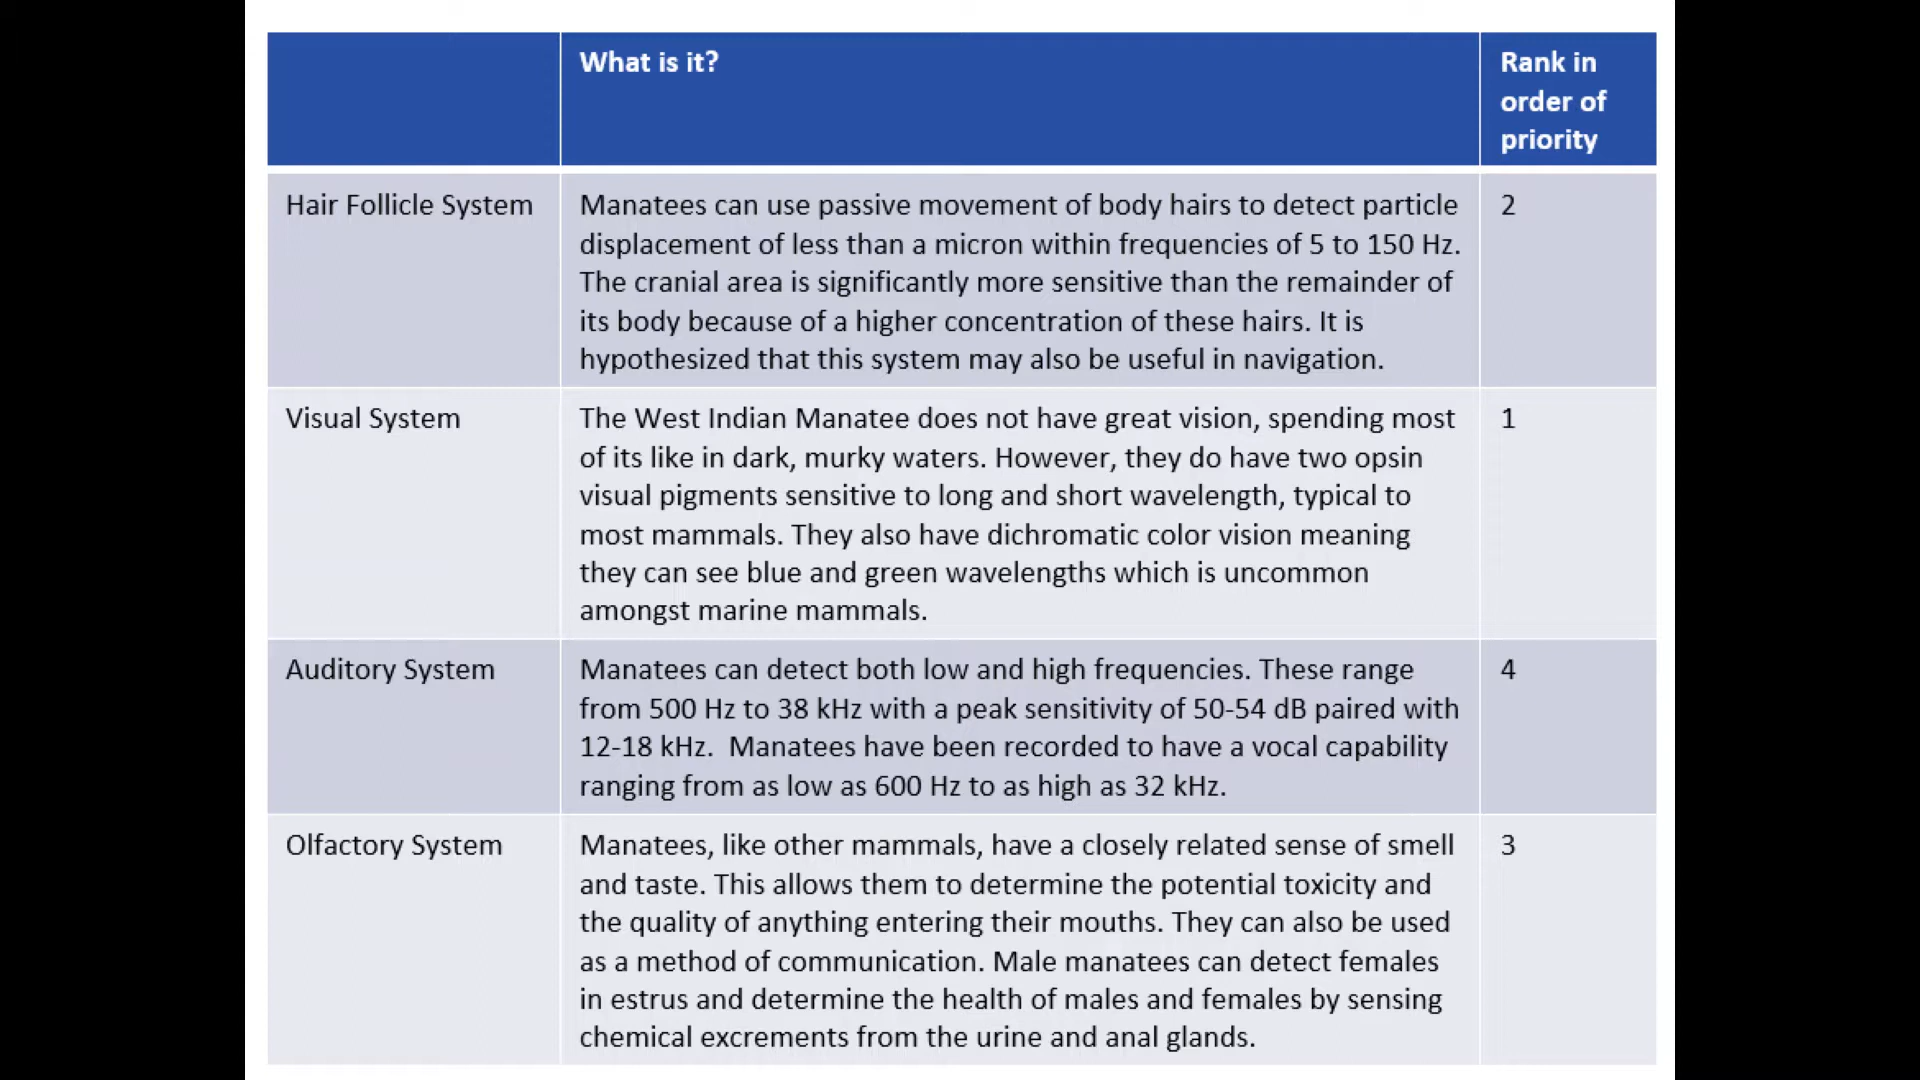 What is it?
Rank in
order of
priority
Hair Follicle System
Manatees can use passive movement of body hairs to detect particle
displacement of less than a micron within frequencies of 5 to 150 Hz.
The cranial area is significantly more sensitive than the remainder of
its body because of a higher concentration of these hairs. It is
hypothesized that this system may also be useful in navigation.
2
Visual System
The West Indian Manatee does not have great vision, spending most
of its like in dark, murky waters. However, they do have two opsin
visual pigments sensitive to long and short wavelength, typical to
most mammals. They also have dichromatic color vision meaning
they can see blue and green wavelengths which is uncommon
amongst marine mammals.
1
Auditory System
Manatees can detect both low and high frequencies. These range
from 500 Hz to 38 kHz with a peak sensitivity of 50-54 dB paired with
12-18 kHz.  Manatees have been recorded to have a vocal capability
ranging from as low as 600 Hz to as high as 32 kHz.
4
Olfactory System
Manatees, like other mammals, have a closely related sense of smell
and taste. This allows them to determine the potential toxicity and
the quality of anything entering their mouths. They can also be used
as a method of communication. Male manatees can detect females
in estrus and determine the health of males and females by sensing
chemical excrements from the urine and anal glands.
3